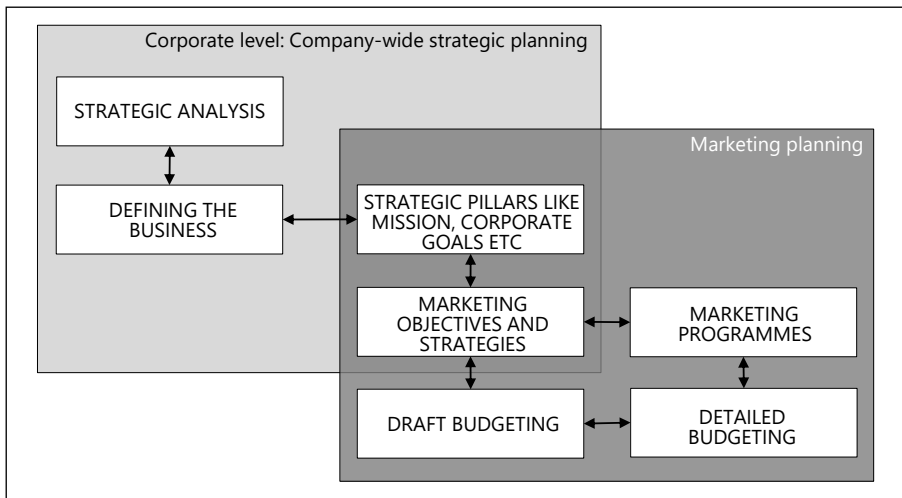 Corporate level: Company-wide strategic planning
STRATEGIC ANALYSIS
Marketing planning
DEFINING THE
BUSINESS
STRATEGIC PILLARS LIKE
MISSION, CORPORATE
GOALS ETC
MARKETING
OBJECTIVES AND
STRATEGIES
MARKETING
PROGRAMMES
DRAFT BUDGETING
DETAILED
BUDGETING